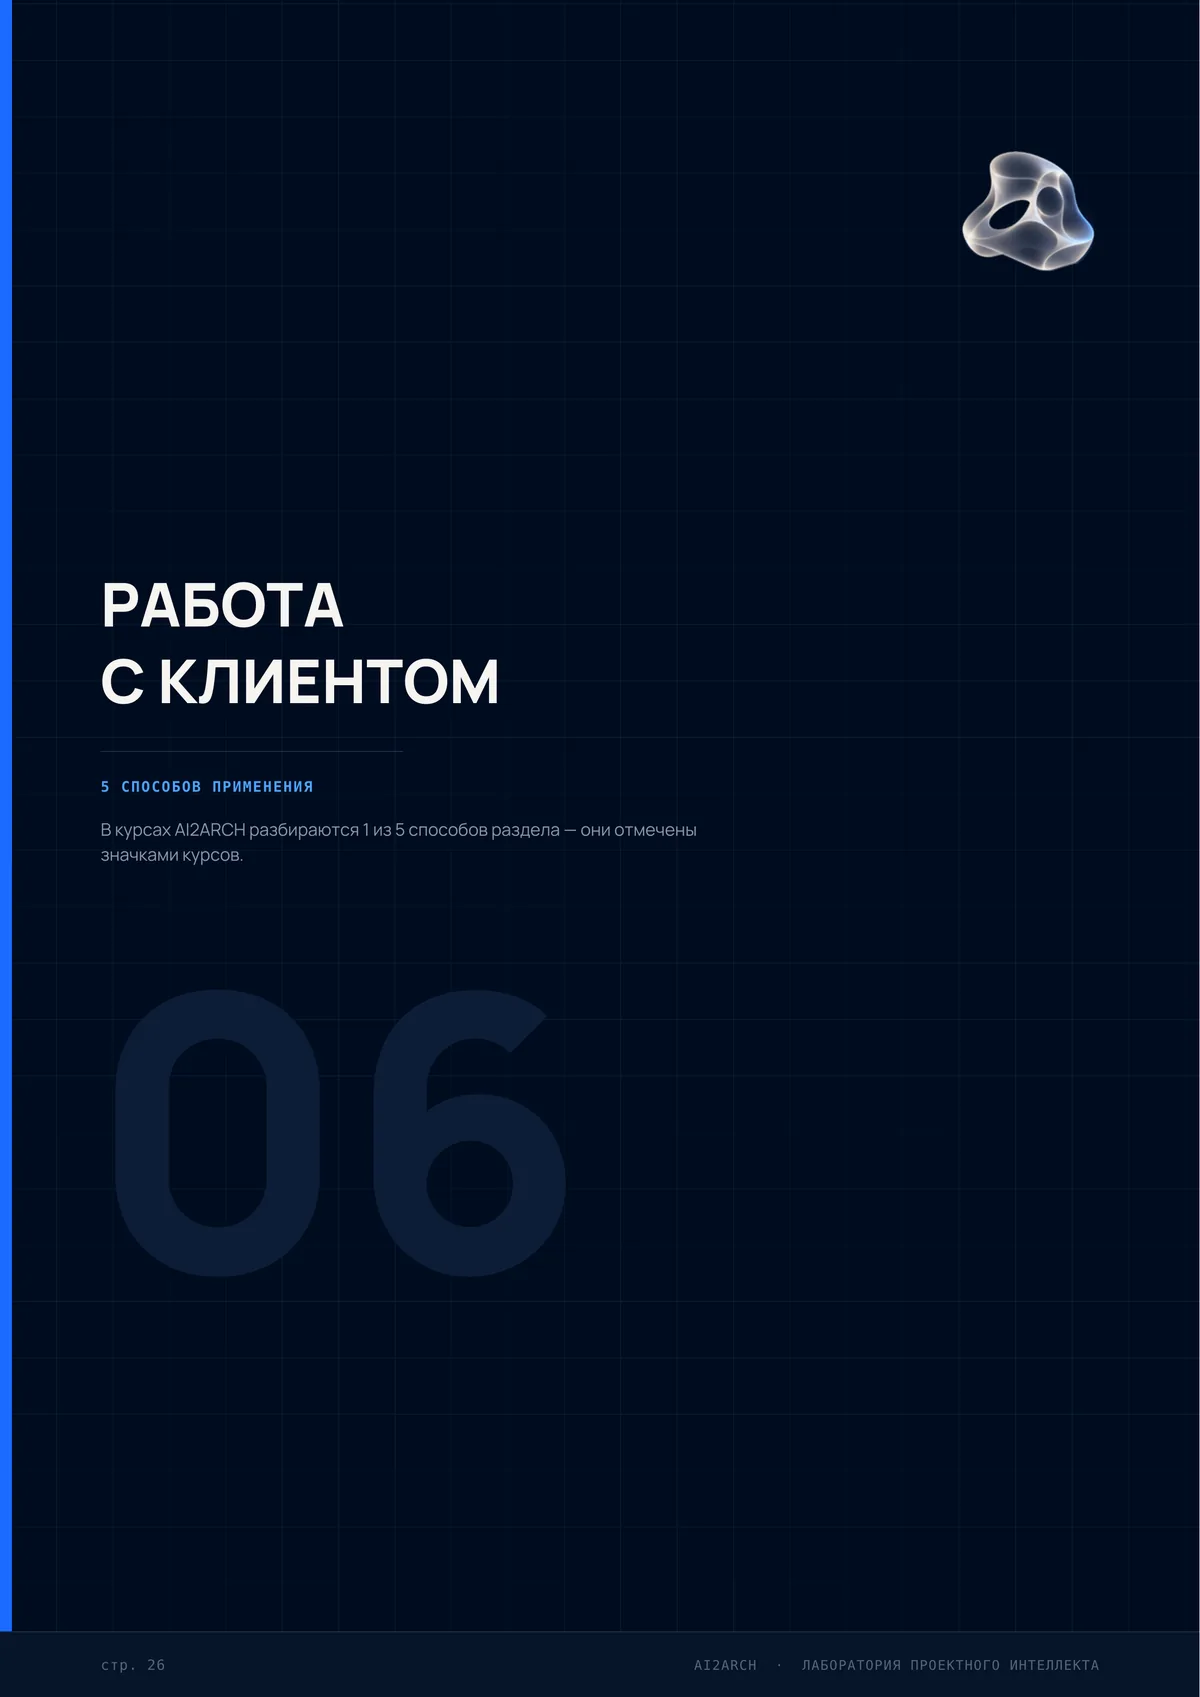 РАБОТА
С КЛИЕНТОМ
5 СПОСОБОВ ПРИМЕНЕНИЯ
В курсах AI2ARCH разбираются 1 из 5 способов раздела — они отмечены
значками курсов.
06
стр. 26
AI2ARCH · ЛАБОРАТОРИЯ ПРОЕКТНОГО ИНТЕЛЛЕКТА